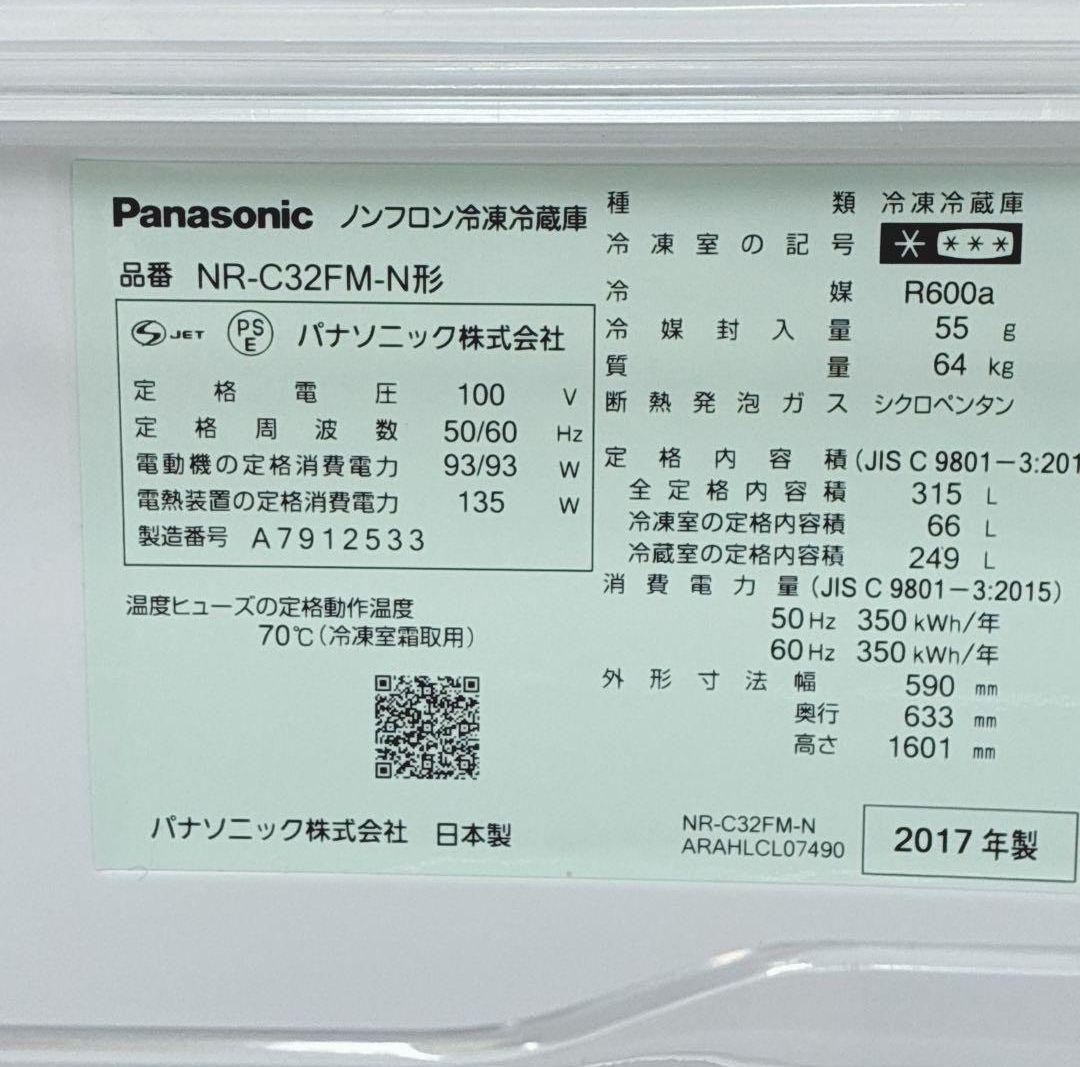 Panasonic ノンフロン冷凍冷蔵庫
品番 NR-C32FM-N形
S JET PSE パナソニック株式会社
定格電圧 100 V
定格周波数 50/60 Hz
電動機の定格消費電力 93/93 W
電熱装置の定格消費電力 135 W
製造番号 A7912533
温度ヒューズの定格動作温度
70℃(冷凍室霜取用)
パナソニック株式会社 日本製
種類 冷凍冷蔵庫
冷凍室の記号 * ***
冷媒 R600a
冷媒封入量 55 g
質量 64 kg
断熱発泡ガス シクロペンタン
定格内容積(JIS C 9801-3:201
全定格内容積 315 L
冷凍室の定格内容積 66 L
冷蔵室の定格内容積 249 L
消費電力量(JIS C 9801-3:2015)
50Hz 350kWh/年
60Hz 350kWh/年
外形寸法 幅 590 mm
奥行 633 mm
高さ 1601 mm
NR-C32FM-N
ARAHLCL07490
2017年製